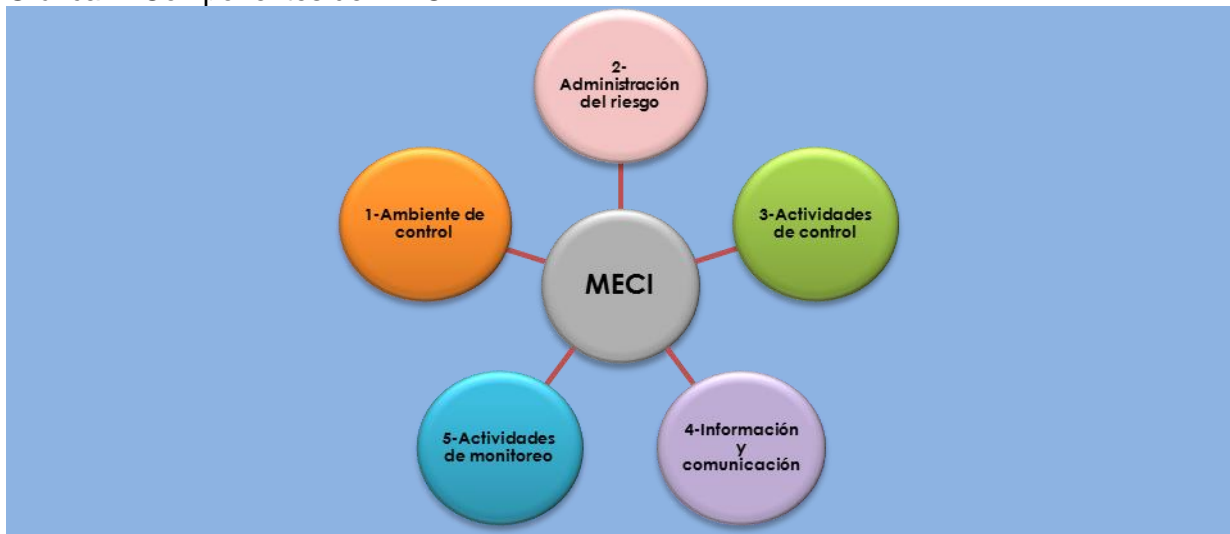 2-
Administración
del riesgo
1-Ambiente de
control
3-Actividades
de control
MECI
5-Actividades
de monitoreo
4-Información
y
comunicación